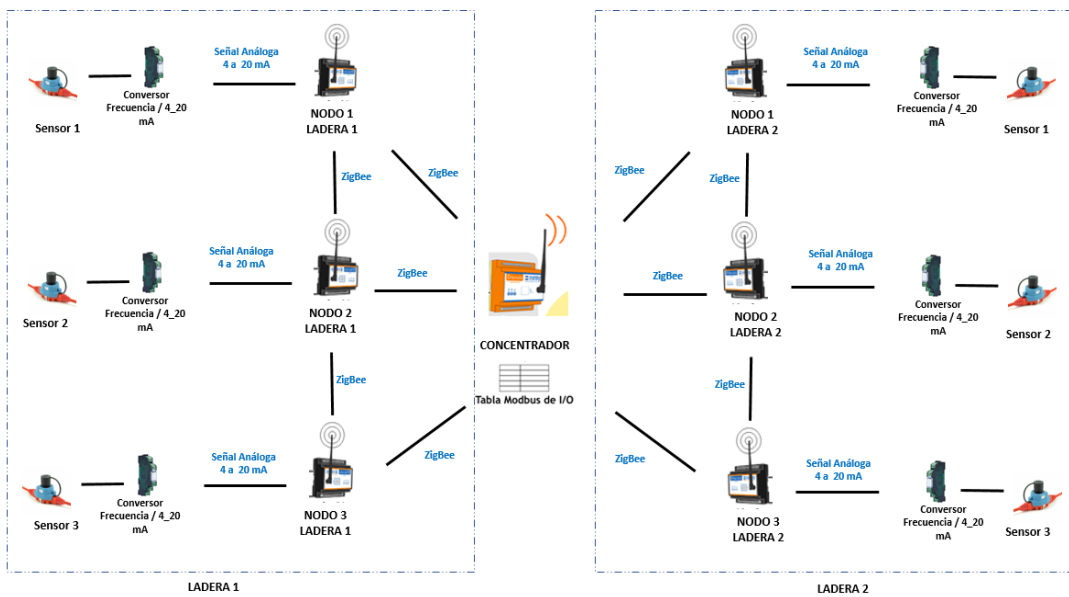 Señal Análoga
4 a 20 mA
Conversor
Frecuencia / 4_20
mA
Sensor 1
NODO 1
LADERA 1
ZigBee
ZigBee
Señal Análoga
4 a 20 mA
Conversor
Frecuencia / 4_20
mA
Sensor 2
NODO 2
LADERA 1
ZigBee
ZigBee
Señal Análoga
4 a 20 mA
Conversor
Frecuencia / 4_20
mA
Sensor 3
NODO 3
LADERA 1
ZigBee
LADERA 1
CONCENTRADOR
Tabla Modbus de I/O
NODO 1
LADERA 2
Señal Análoga
4 a 20 mA
Conversor
Frecuencia / 4_20
mA
Sensor 1
ZigBee
ZigBee
ZigBee
NODO 2
LADERA 2
Señal Análoga
4 a 20 mA
Conversor
Frecuencia / 4_20
mA
Sensor 2
ZigBee
ZigBee
NODO 3
LADERA 2
Señal Análoga
4 a 20 mA
Conversor
Frecuencia / 4_20
mA
Sensor 3
LADERA 2